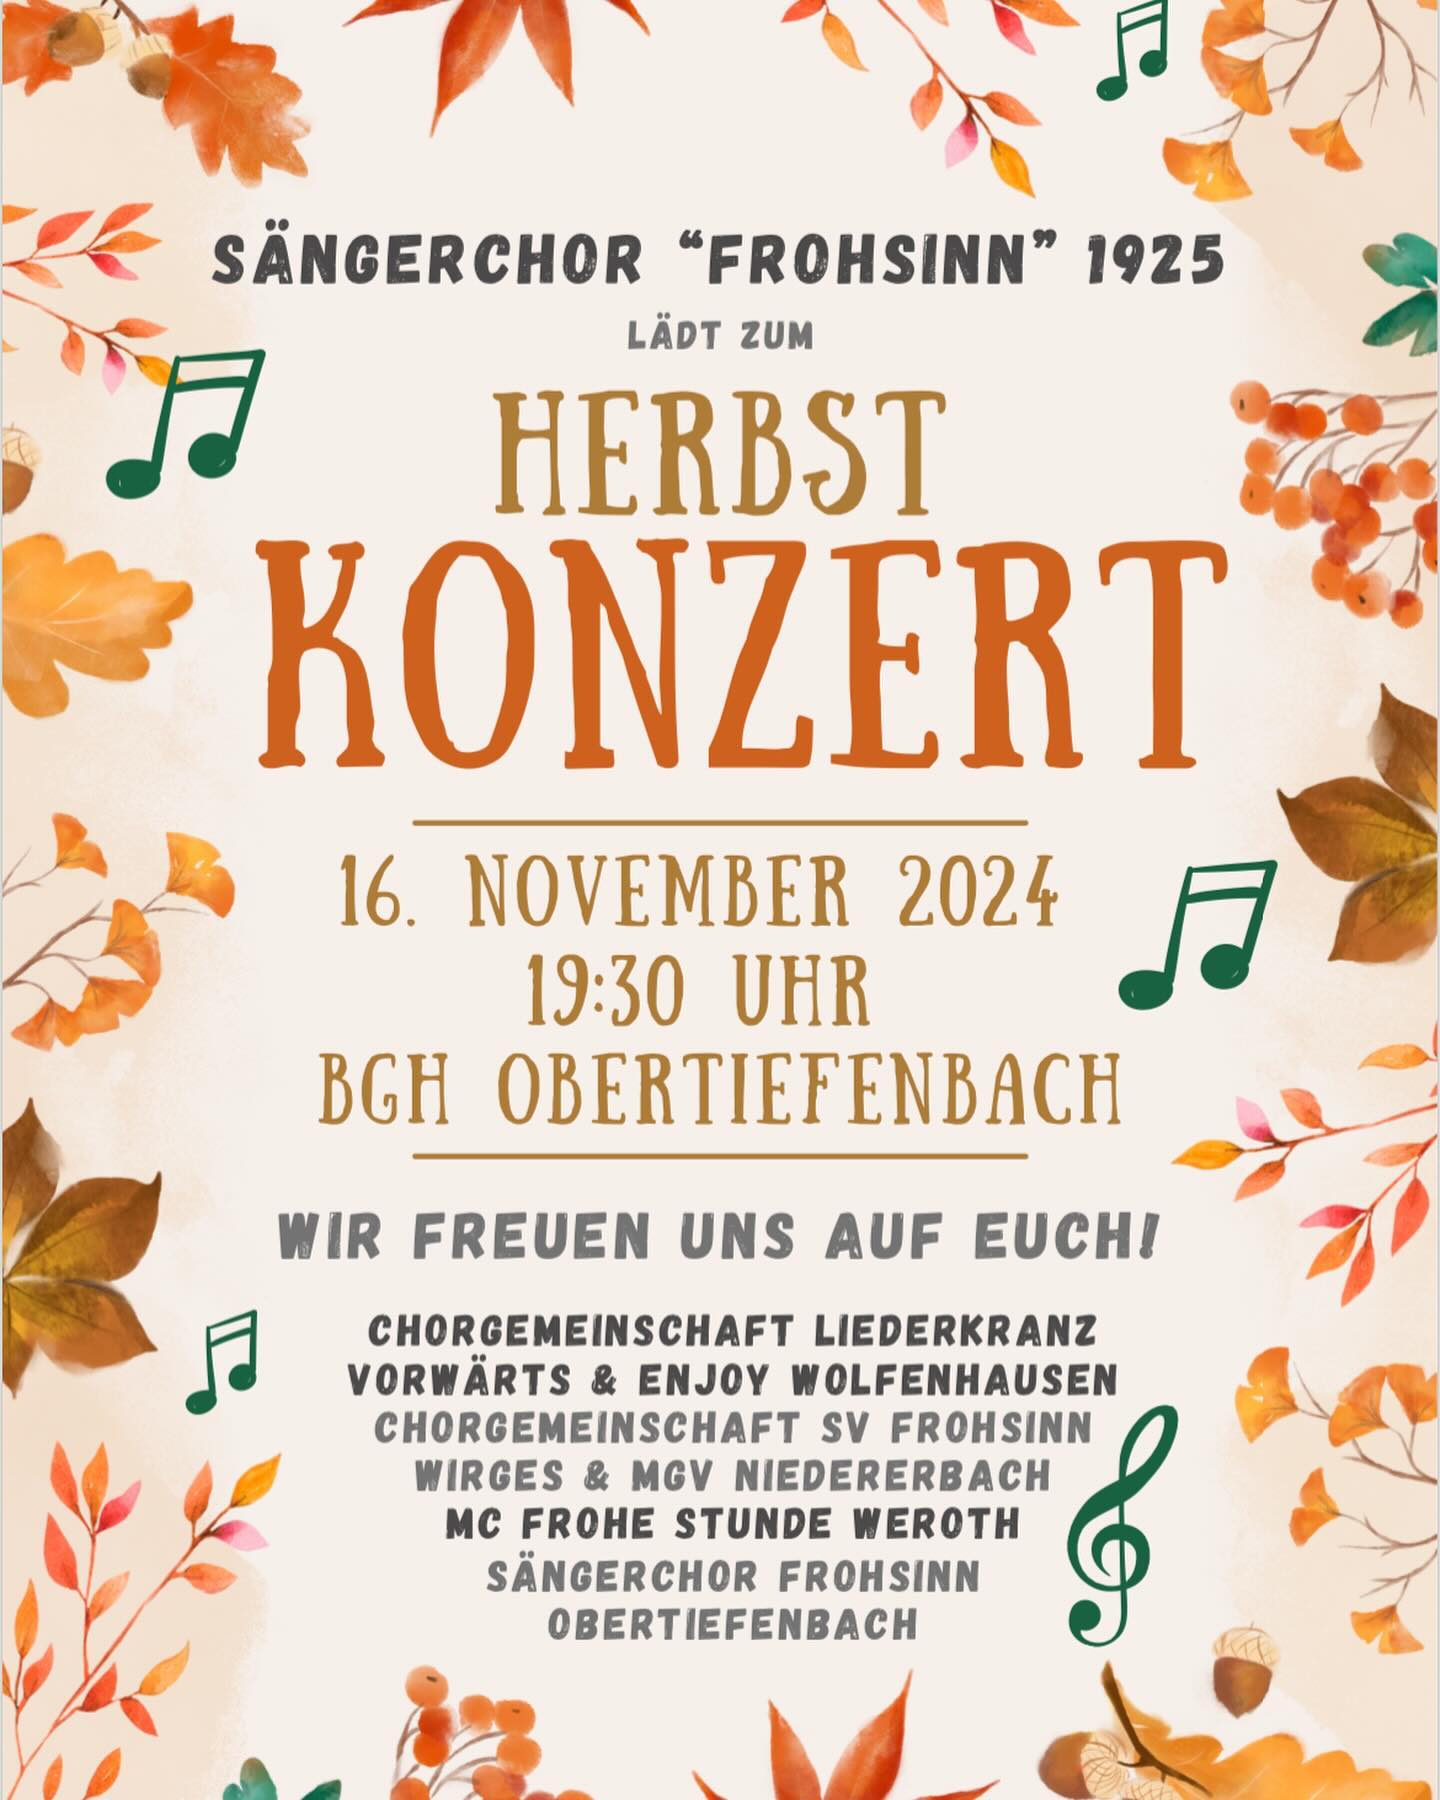 SÄNGERCHOR “FROHSINN” 1925
LÄDT ZUM
HERBST
KONZERT
16. NOVEMBER 2024
19:30 UHR
BGH OBERTIEFENBACH
WIR FREUEN UNS AUF EUCH!
CHORGEMEINSCHAFT LIEDERKRANZ
VORWÄRTS & ENJOY WOLFENHAUSEN
CHORGEMEINSCHAFT SV FROHSINN
WIRGES & MGV NIEDERERBACH
MC FROHE STUNDE WEROTH
SÄNGERCHOR FROHSINN
OBERTIEFENBACH